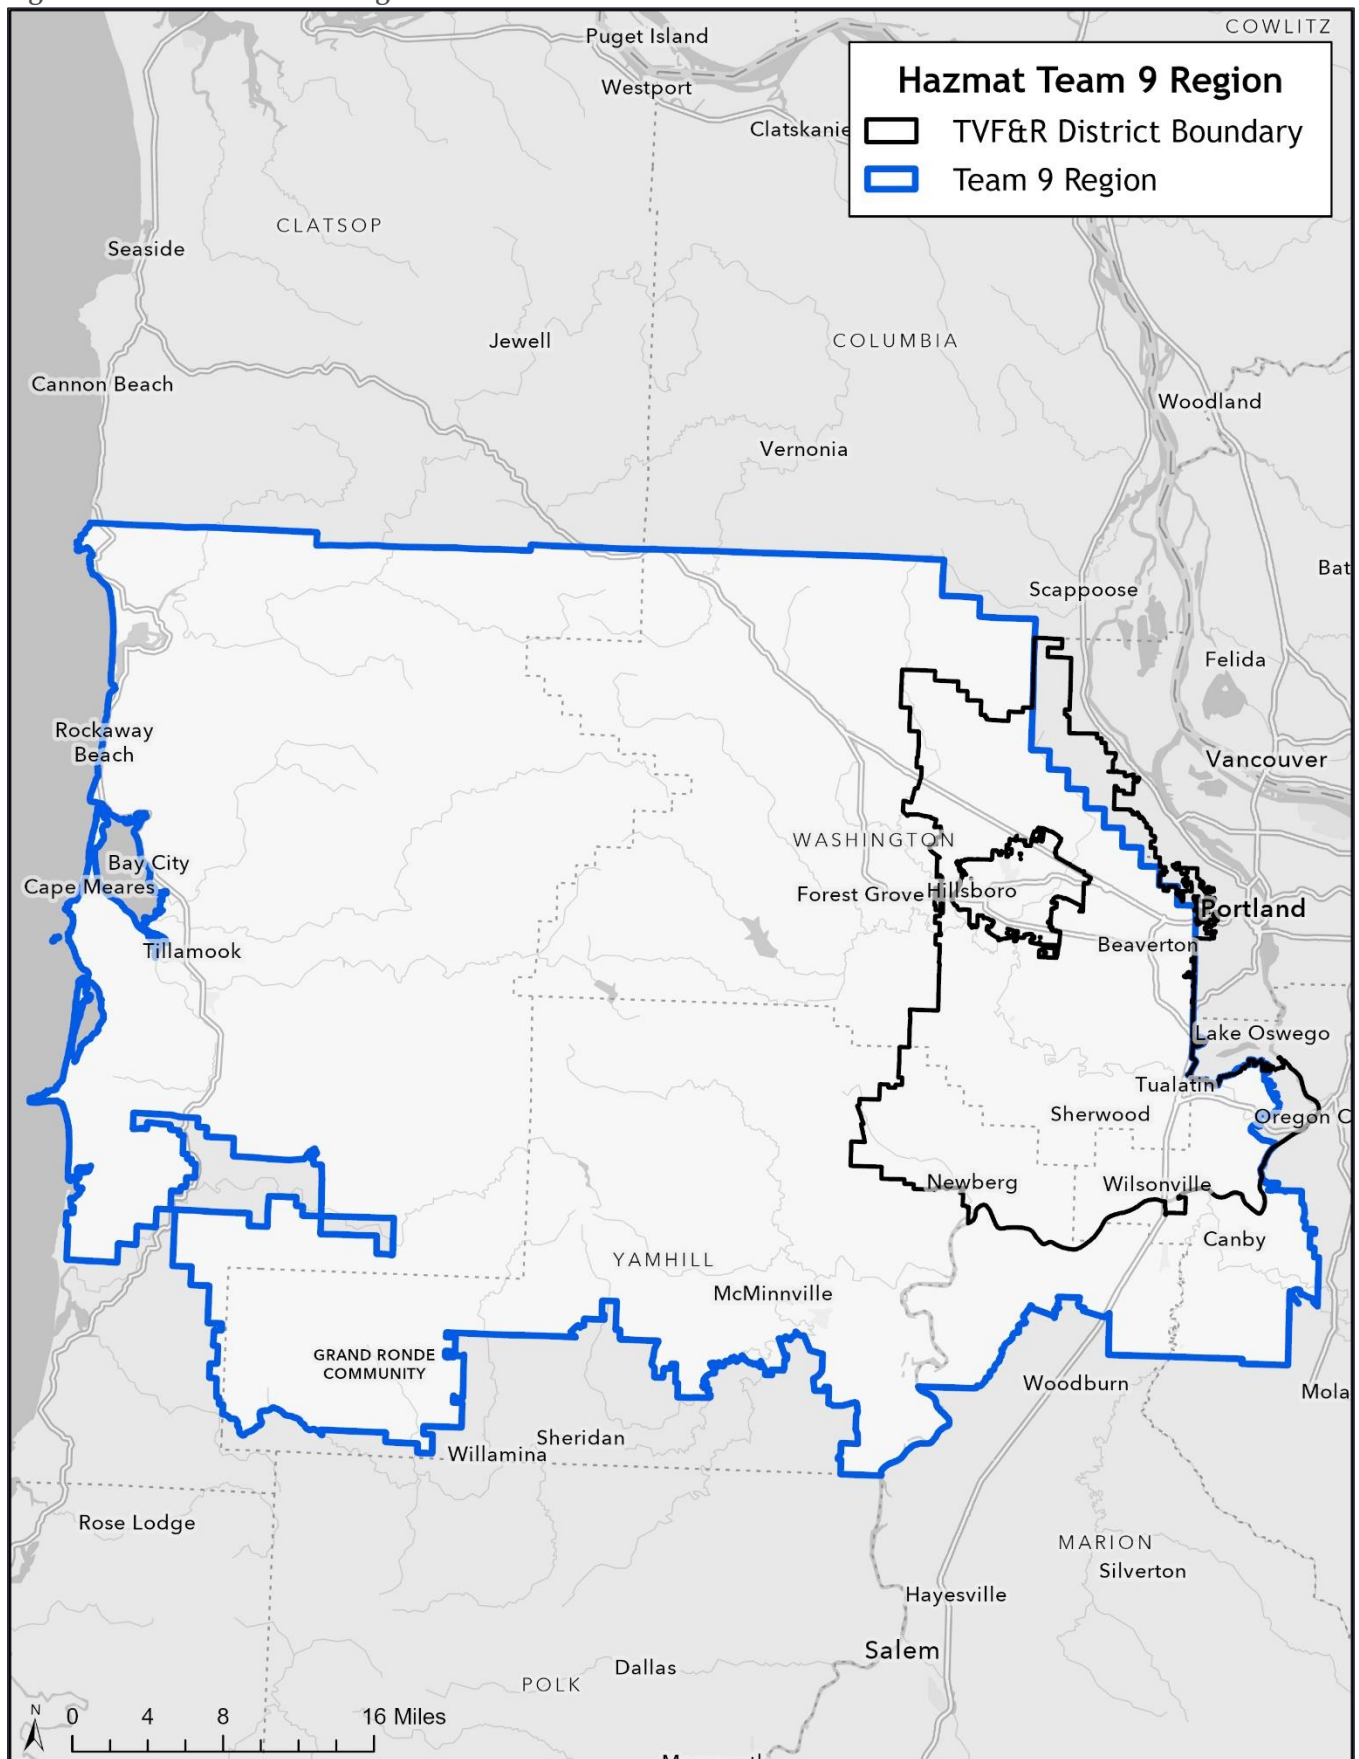 COWLITZ
Puget Island
Westport
Clatskanie
Hazmat Team 9 Region
TVF&R District Boundary
Team 9 Region
CLATSOP
Seaside
Jewell
COLUMBIA
Cannon Beach
Woodland
Vernonia
Bat
Scappoose
Felida
Rockaway
Beach
Vancouver
WASHINGTON
Bay City
Cape Meares
Forest Grove
Hillsboro
Portland
Beaverton
Tillamook
Lake Oswego
Tualatin
Sherwood
Oregon C
Newberg
Wilsonville
Canby
YAMHILL
McMinnville
GRAND RONDE
COMMUNITY
Woodburn
Mola
Sheridan
Willamina
Rose Lodge
MARION
Silverton
Hayesville
Salem
Dallas
POLK
N
0 4 8 16 Miles